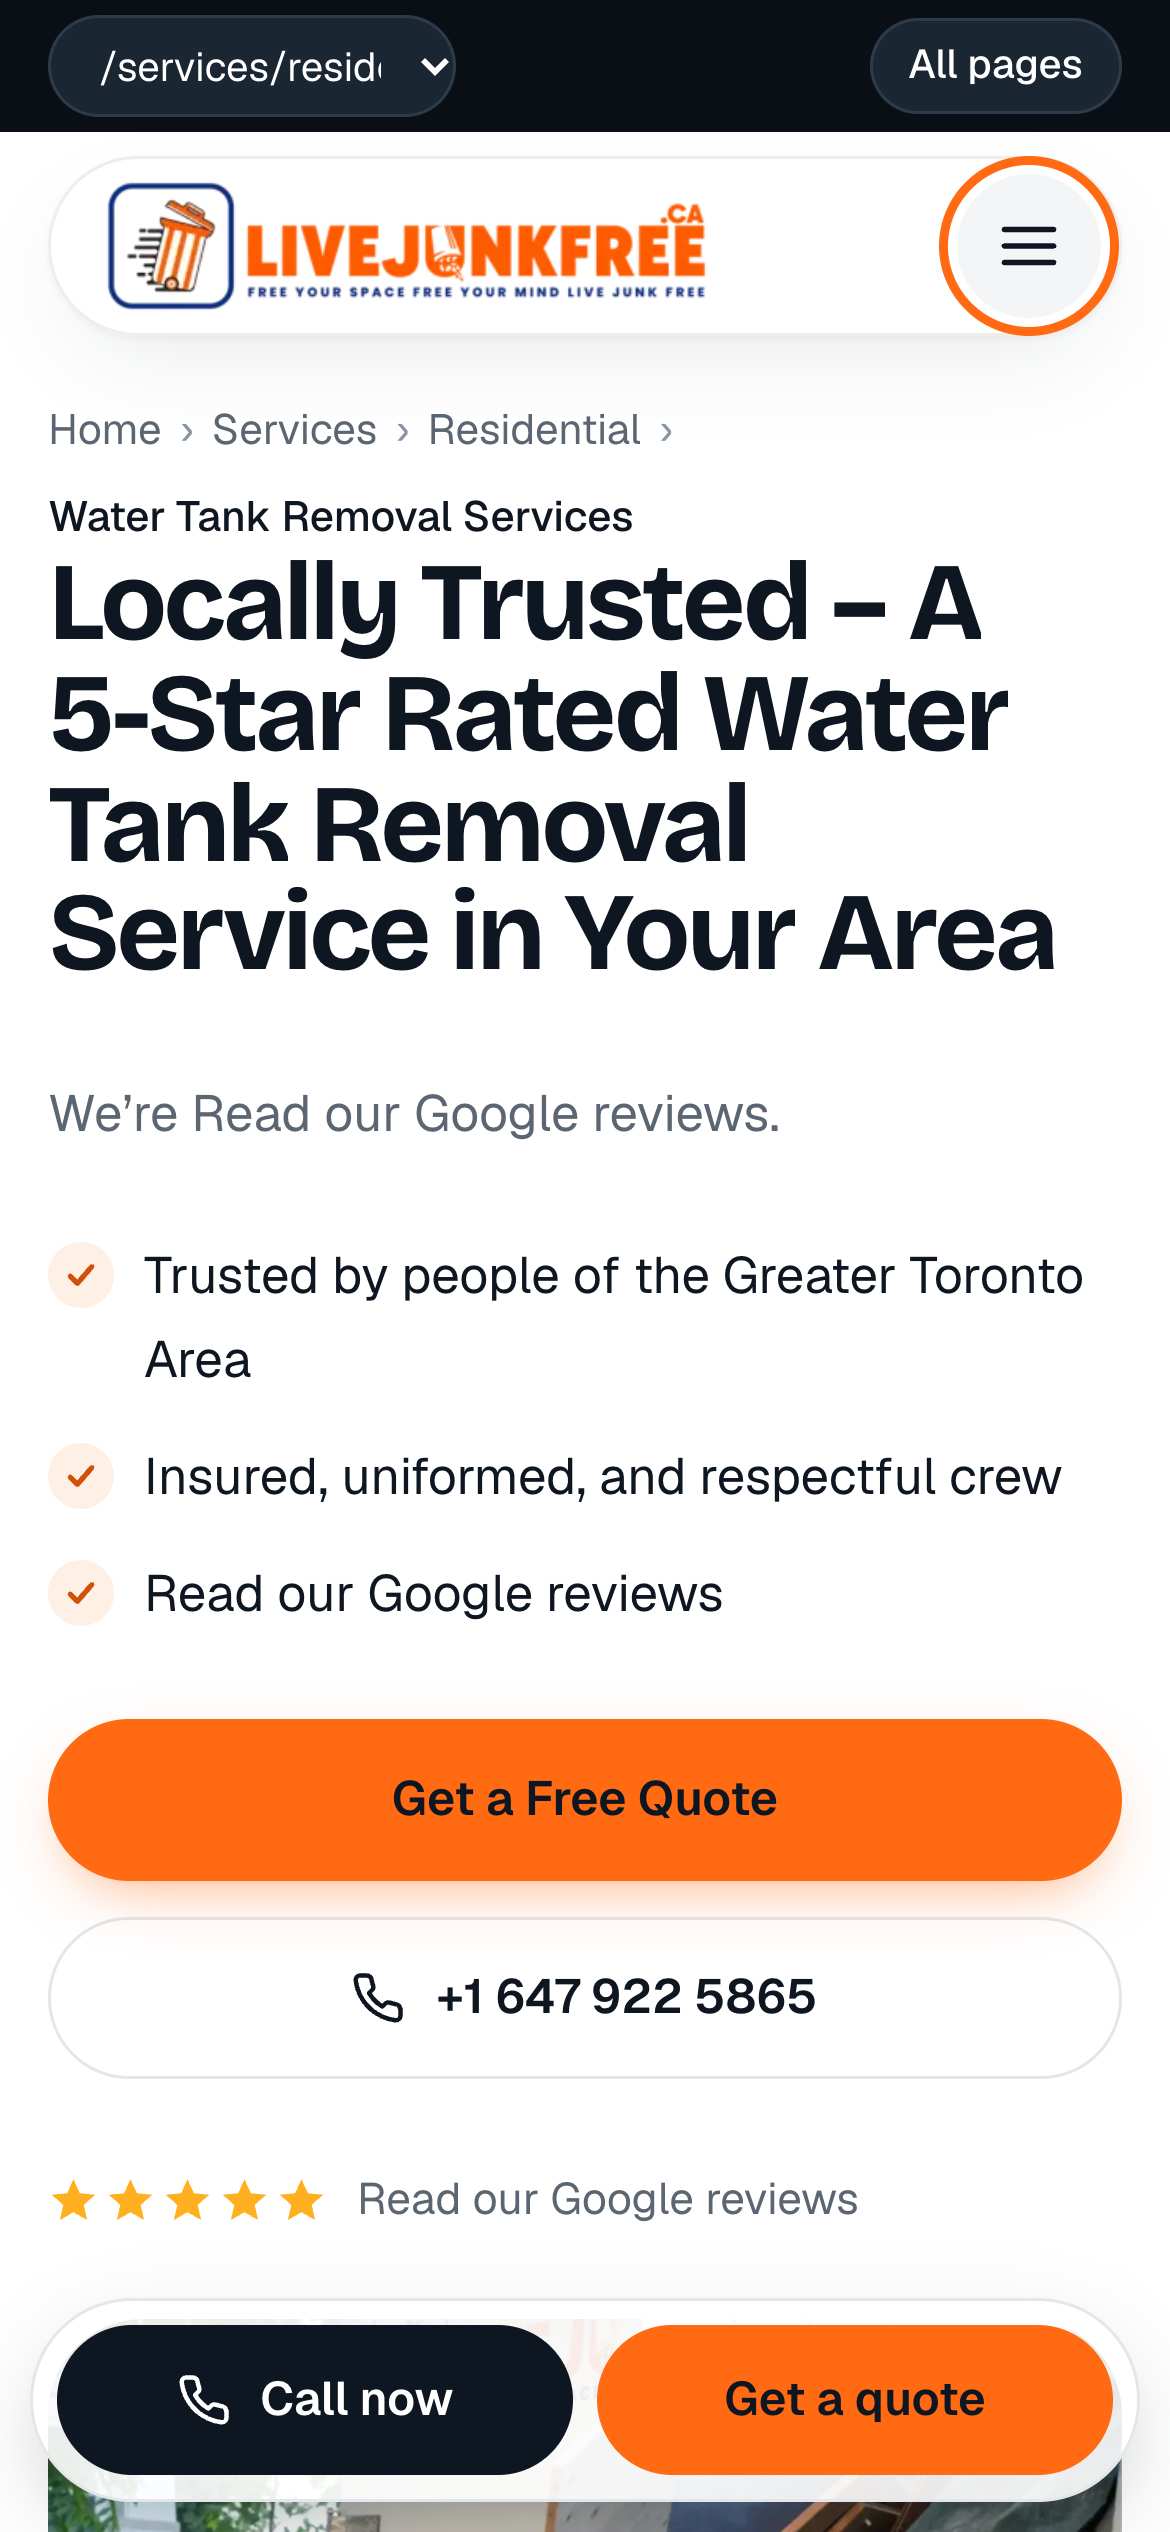 /services/resid
All pages
.CA
LIVEJUNKFREE
FREE YOUR SPACE FREE YOUR MIND LIVE JUNK FREE
Home › Services › Residential ›
Water Tank Removal Services
Locally Trusted – A
5-Star Rated Water
Tank Removal
Service in Your Area
We’re Read our Google reviews.
Trusted by people of the Greater Toronto
Area
Insured, uniformed, and respectful crew
Read our Google reviews
Get a Free Quote
+1 647 922 5865
Read our Google reviews
Call now
Get a quote